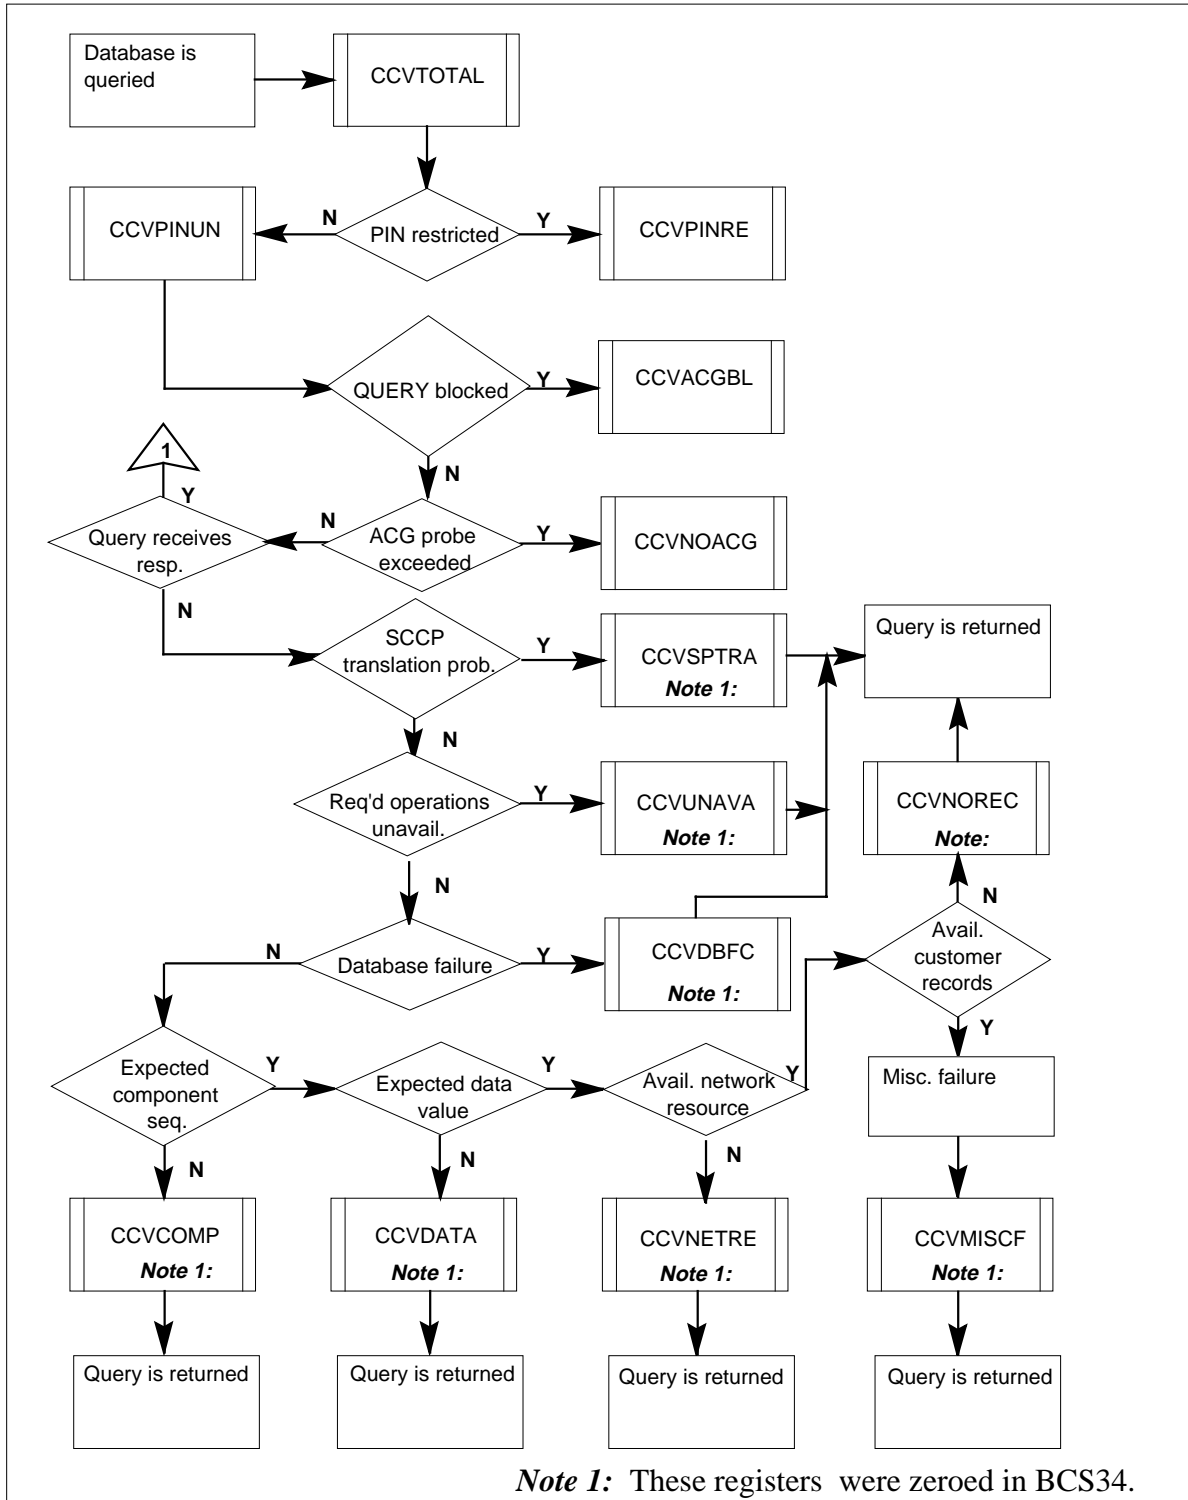 Database is
queried
CCVTOTAL
CCVPINUN
N
PIN restricted
Y
CCVPINRE
QUERY blocked
Y
CCVACGBL
N
1
Y
Query receives
resp.
N
ACG probe
exceeded
Y
CCVNOACG
N
SCCP
translation prob.
Y
CCVSPTRA
Note 1:
Query is returned
N
Req'd operations
unavail.
Y
CCVUNAVA
Note 1:
CCVNOREC
Note:
N
N
Database failure
Y
CCVDBFC
Note 1:
N
Avail.
customer
records
Y
Expected
component
seq.
Y
Expected data
value
Y
Avail. network
resource
Y
Misc. failure
N
N
N
CCVCOMP
Note 1:
CCVDATA
Note 1:
CCVNETRE
Note 1:
CCVMISCF
Note 1:
Query is returned
Query is returned
Query is returned
Query is returned
Note 1: These registers were zeroed in BCS34.